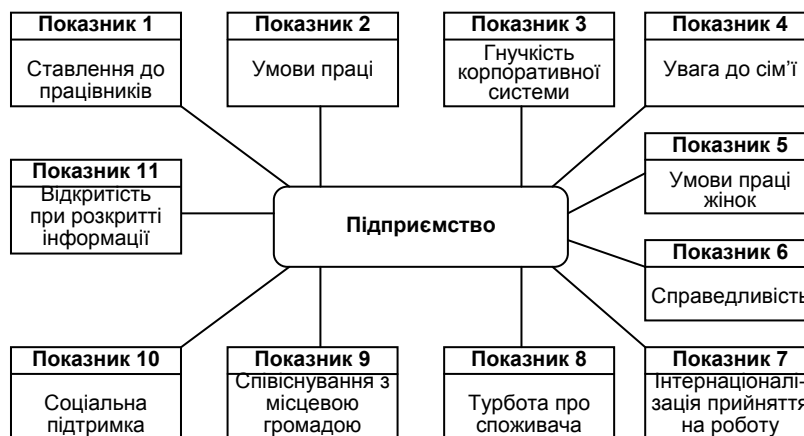 Показник 1
Ставлення до
працівників
Показник 2
Умови праці
Показник 3
Гнучкість
корпоративної
системи
Показник 4
Увага до сім’ї
Показник 5
Умови праці
жінок
Показник 11
Відкритість
при розкритті
інформації
Підприємство
Показник 6
Справедливість
Показник 10
Соціальна
підтримка
Показник 9
Співіснування з
місцевою
громадою
Показник 8
Турбота про
споживача
Показник 7
Інтернаціоналі-
зація прийняття
на роботу